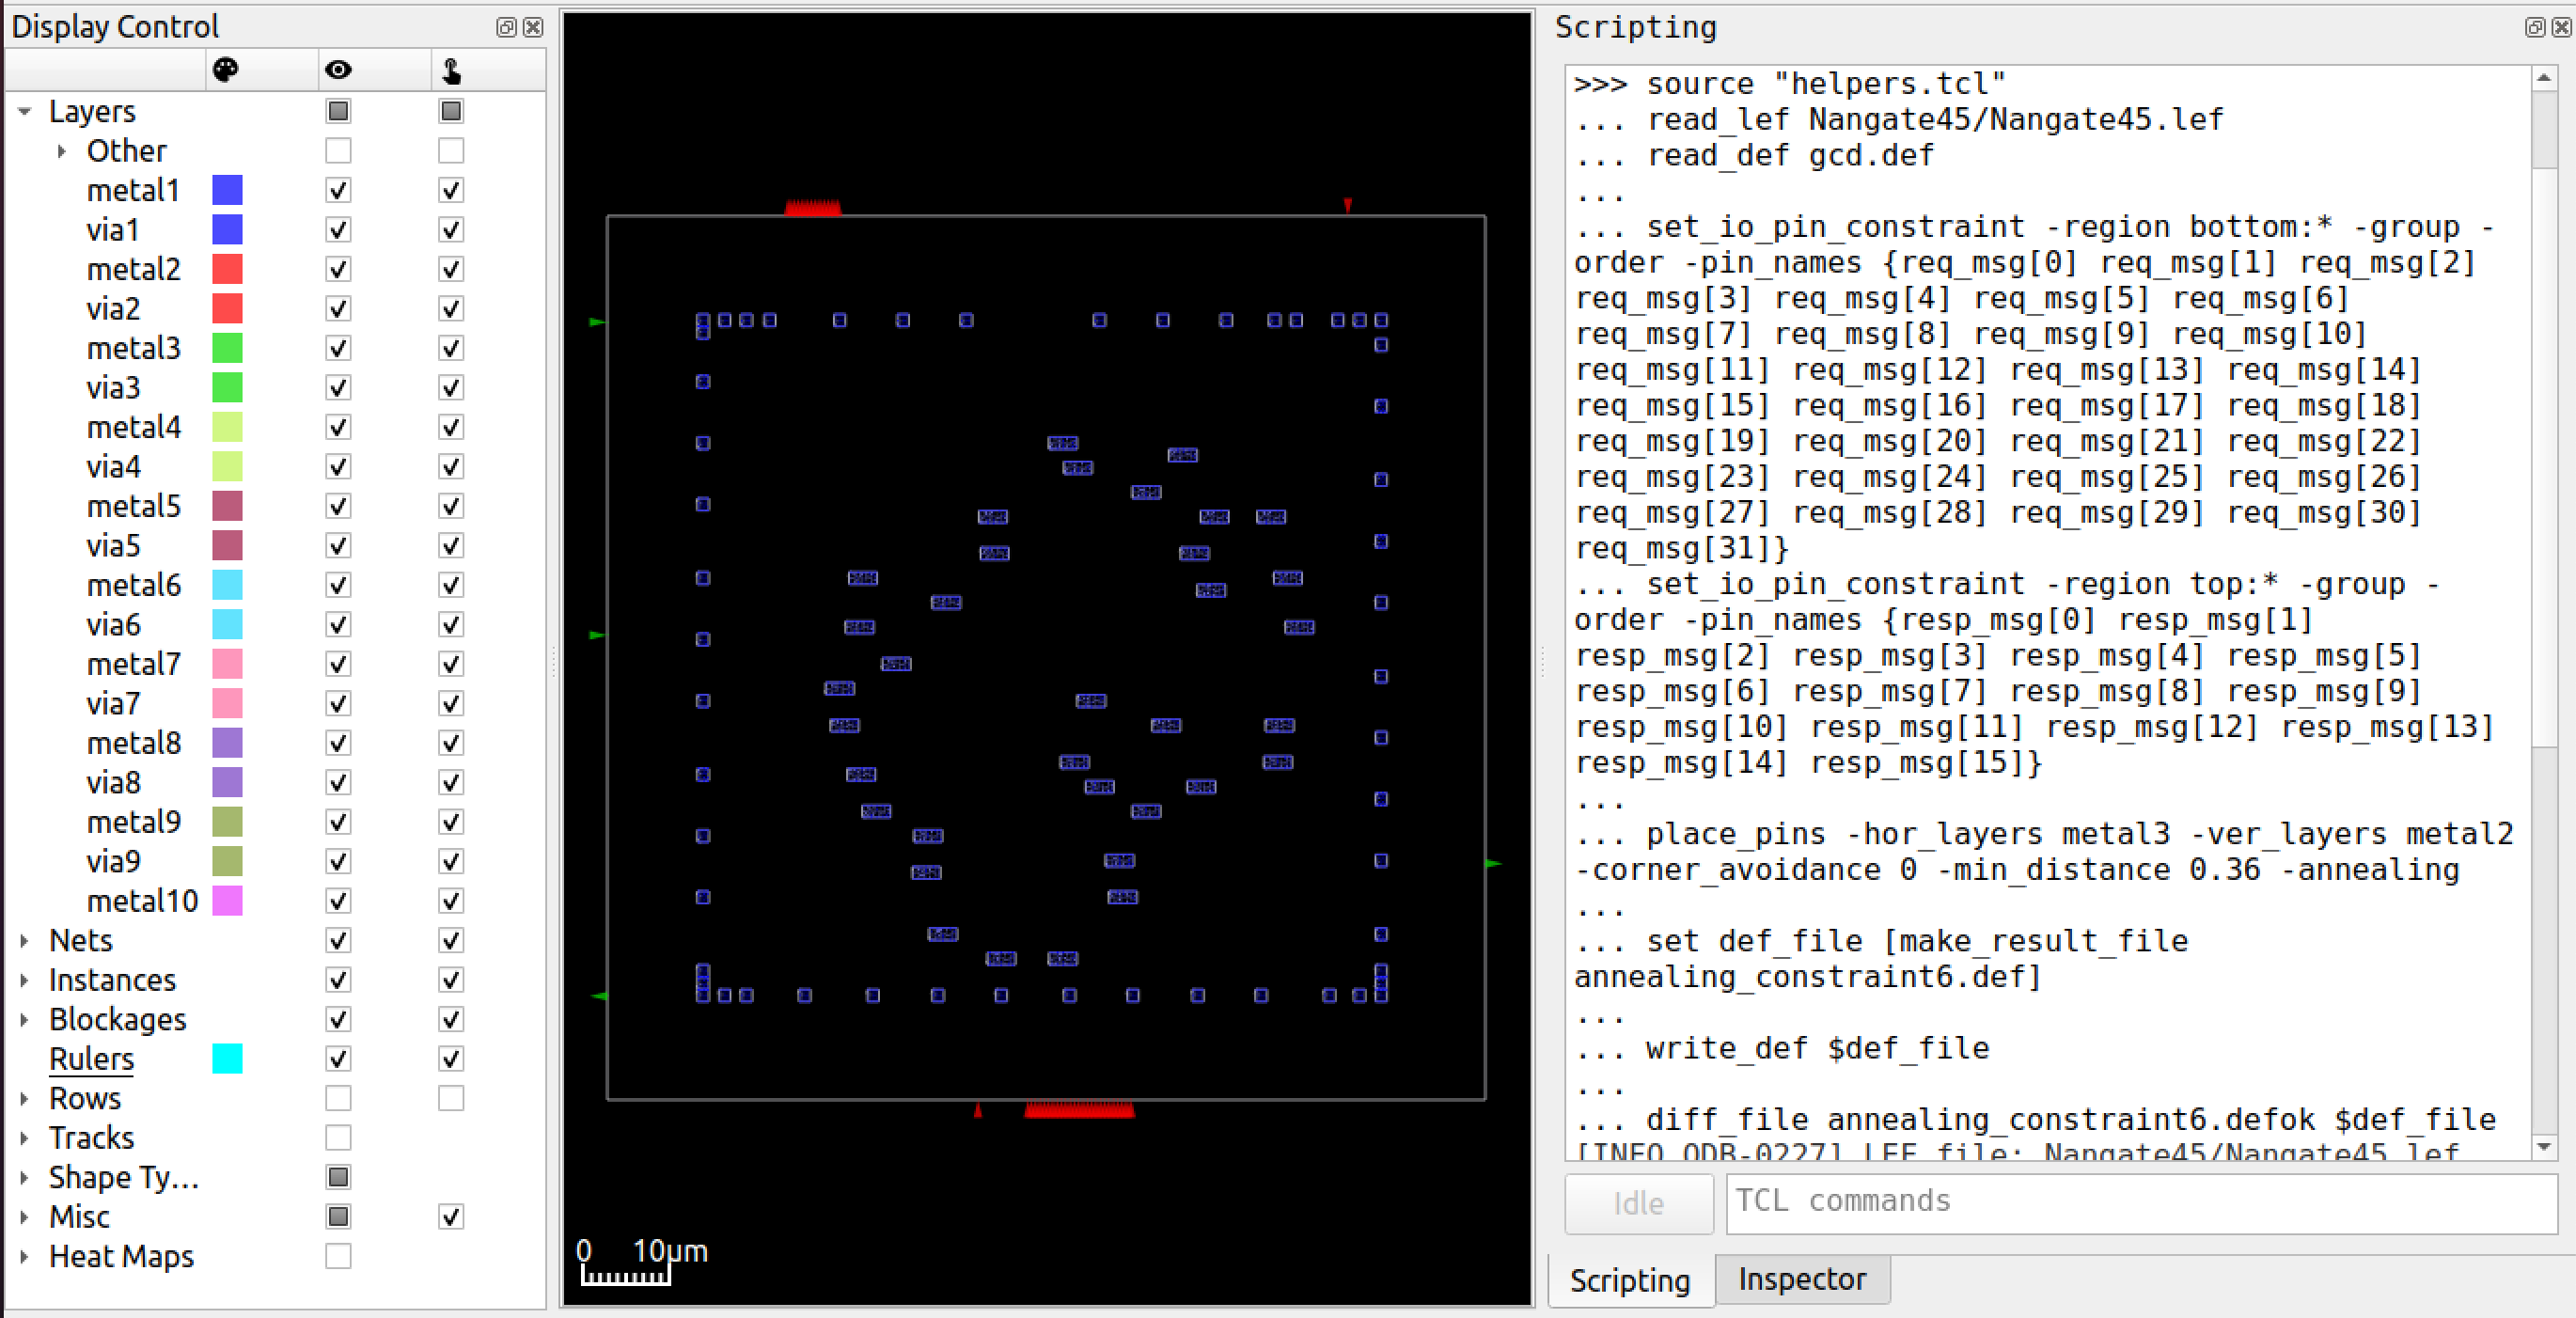 Display Control
Layers
Other
metal1
via1
metal2
via2
metal3
via3
metal4
via4
metal5
via5
metal6
via6
metal7
via7
metal8
via8
metal9
via9
metal10
Nets
Instances
Blockages
Rulers
Rows
Tracks
Shape Ty...
Misc
Heat Maps
0 10μm
Scripting
>>> source "helpers.tcl"
... read_lef Nangate45/Nangate45.lef
... read_def gcd.def
...
... set_io_pin_constraint -region bottom:* -group -
order -pin_names {req_msg[0] req_msg[1] req_msg[2]
req_msg[3] req_msg[4] req_msg[5] req_msg[6]
req_msg[7] req_msg[8] req_msg[9] req_msg[10]
req_msg[11] req_msg[12] req_msg[13] req_msg[14]
req_msg[15] req_msg[16] req_msg[17] req_msg[18]
req_msg[19] req_msg[20] req_msg[21] req_msg[22]
req_msg[23] req_msg[24] req_msg[25] req_msg[26]
req_msg[27] req_msg[28] req_msg[29] req_msg[30]
req_msg[31]}
... set_io_pin_constraint -region top:* -group -
order -pin_names {resp_msg[0] resp_msg[1]
resp_msg[2] resp_msg[3] resp_msg[4] resp_msg[5]
resp_msg[6] resp_msg[7] resp_msg[8] resp_msg[9]
resp_msg[10] resp_msg[11] resp_msg[12] resp_msg[13]
resp_msg[14] resp_msg[15]}
...
... place_pins -hor_layers metal3 -ver_layers metal2
-corner_avoidance 0 -min_distance 0.36 -annealing
...
... set def_file [make_result_file
annealing_constraint6.def]
...
... write_def $def_file
...
... diff_file annealing_constraint6.defok $def_file
[INFO ODB-0227] LEF file: Nangate45/Nangate45.lef
Idle
TCL commands
Scripting
Inspector